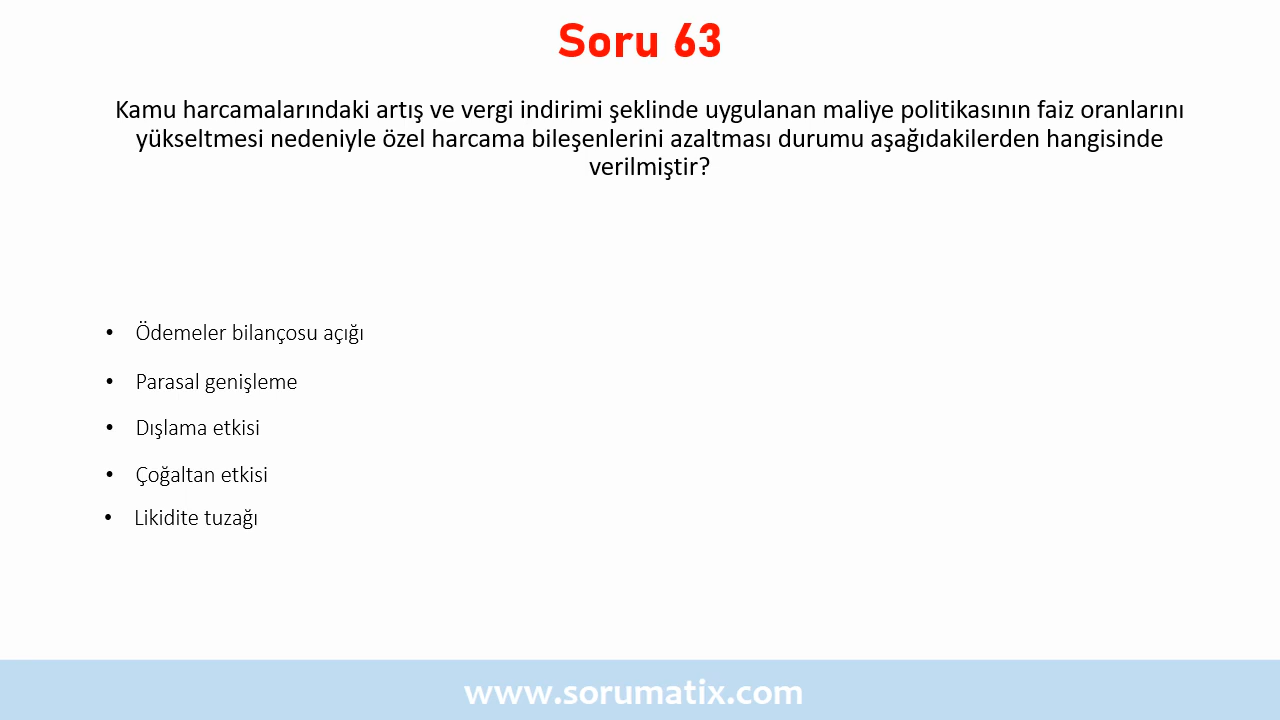 Soru 63
Kamu harcamalarındaki artış ve vergi indirimi şeklinde uygulanan maliye politikasının faiz oranlarını
yükseltmesi nedeniyle özel harcama bileşenlerini azaltması durumu aşağıdakilerden hangisinde
verilmiştir?
• Ödemeler bilançosu açığı
• Parasal genişleme
• Dışlama etkisi
• Çoğaltan etkisi
• Likidite tuzağı
www.sorumatix.com